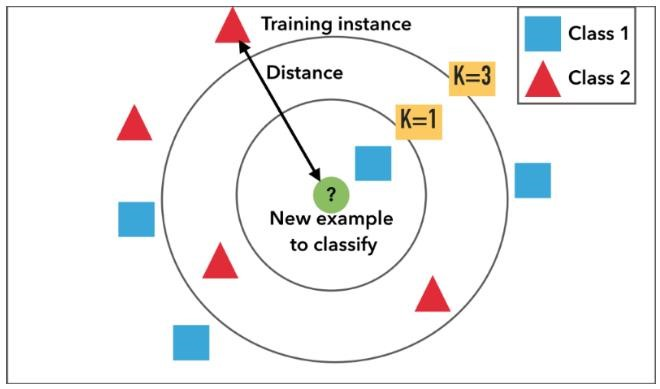 Training instance
Class 1
Distance
K=3
Class 2
K=1
?
New example
to classify